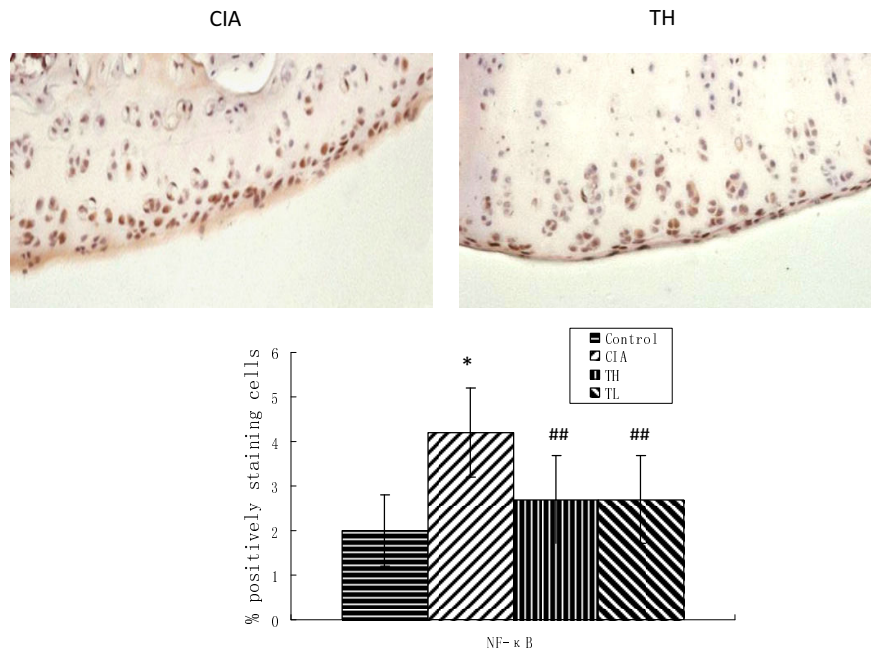 CIA
TH
Control
CIA
TH
TL
% positively staining cells
6
5
4
3
2
1
0
*
##
##
NF-κB